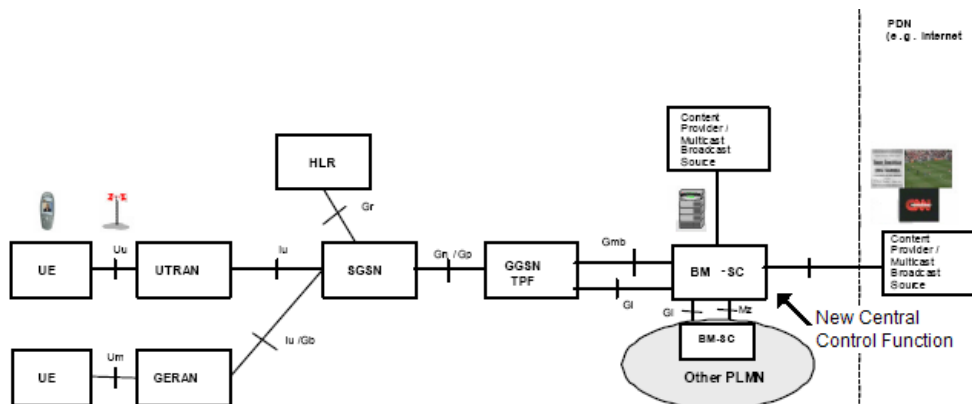 PDN
(e.g. Internet
Content
Provider /
Multicast
Broadcast
Source
HLR
Gr
UE
Uu
UTRAN
Iu
SGSN
Gn / Gp
GGSN
TPF
Gmb
GI
BM -SC
CNN
Content
Provider /
Multicast
Broadcast
Source
GI
Mz
New Central
Control Function
BM-SC
Other PLMN
UE
Um
GERAN
Iu /Gb